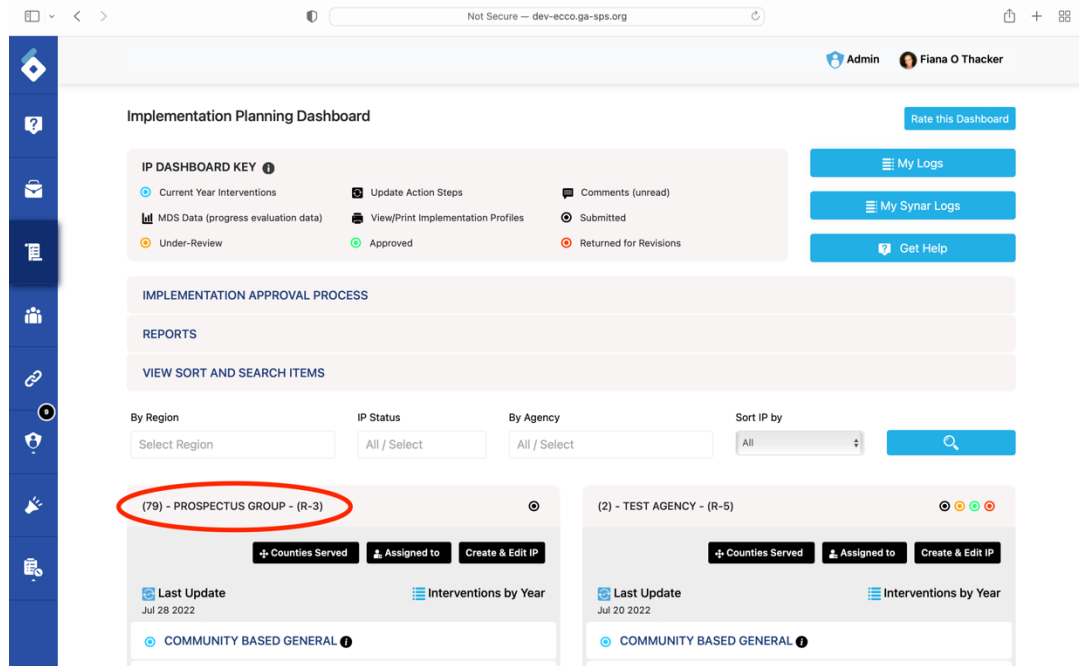 Not Secure — dev-ecco.ga-sps.org
Admin Fiana O Thacker
Implementation Planning Dashboard
Rate this Dashboard
IP DASHBOARD KEY
My Logs
Current Year Interventions Update Action Steps Comments (unread)
My Synar Logs
MDS Data (progress evaluation data) View/Print Implementation Profiles Submitted
Under-Review Approved Returned for Revisions
Get Help
IMPLEMENTATION APPROVAL PROCESS
REPORTS
VIEW SORT AND SEARCH ITEMS
By Region IP Status By Agency Sort IP by
Select Region All / Select All / Select All
9
(79) - PROSPECTUS GROUP - (R-3) (2) - TEST AGENCY - (R-5)
Counties Served Assigned to Create & Edit IP Counties Served Assigned to Create & Edit IP
Last Update Interventions by Year Last Update Interventions by Year
Jul 28 2022 Jul 20 2022
COMMUNITY BASED GENERAL COMMUNITY BASED GENERAL